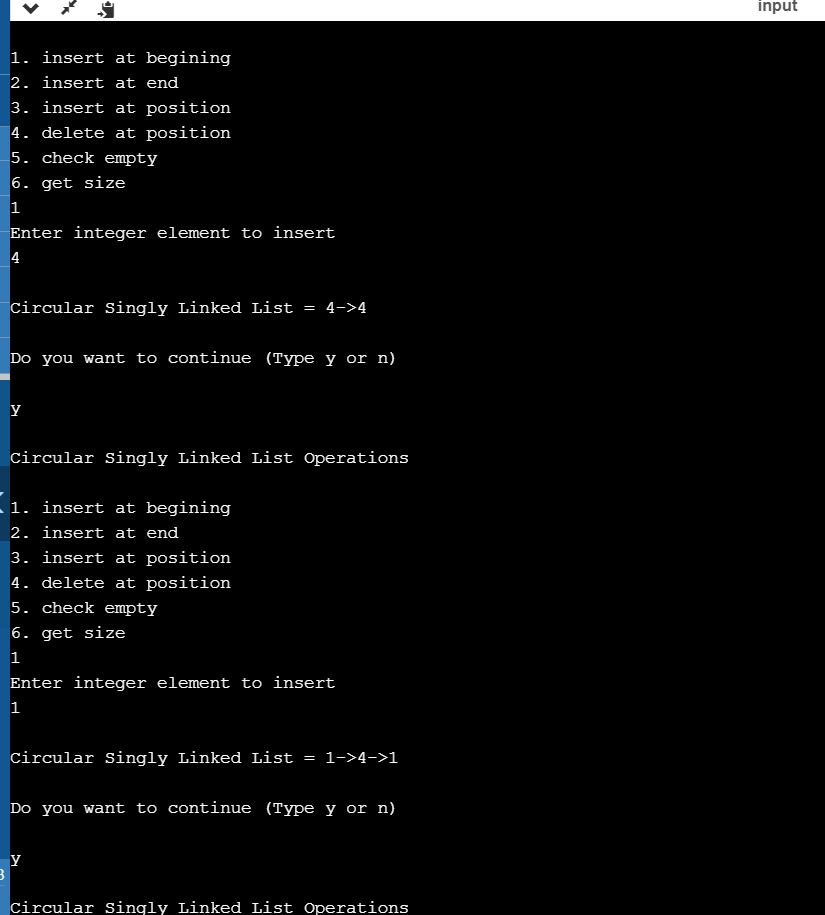 input
1. insert at begining
2. insert at end
3. insert at position
4. delete at position
5. check empty
6. get size
1
Enter integer element to insert
4
Circular Singly Linked List = 4->4
Do you want to continue (Type y or n)
y
Circular Singly Linked List Operations
1. insert at begining
2. insert at end
3. insert at position
4. delete at position
5. check empty
6. get size
1
Enter integer element to insert
1
Circular Singly Linked List = 1->4->1
Do you want to continue (Type y or n)
y
Circular Singly Linked List Operations